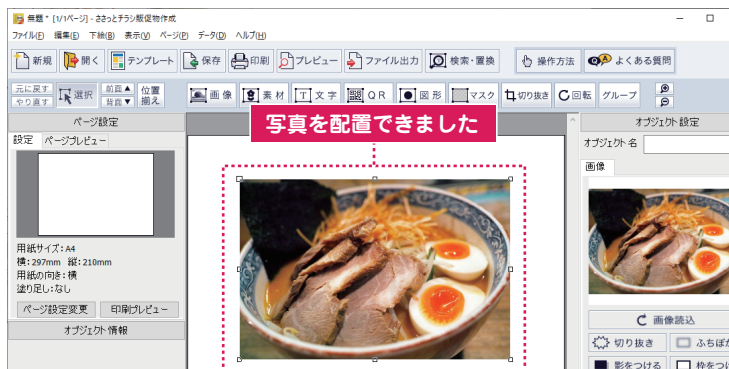 無題 * [1/1ページ] - ささっとチラシ販促物作成
ファイル(F) 編集(E) 下絵(B) 表示(V) ページ(P) データ(D) ヘルプ(H)
新規 開く テンプレート 保存 印刷 プレビュー ファイル出力 検索・置換 操作方法 よくある質問
元に戻す やり直す 選択 前面▲ 背面▼ 位置揃え 画像 素材 文字 QR 図形 マスク 切り抜き 回転 グループ
写真を配置できました
ページ設定
設定 ページプレビュー
用紙サイズ:A4
横:297mm 縦:210mm
用紙の向き:横
塗り足し:なし
ページ設定変更 印刷プレビュー
オブジェクト情報
オブジェクト設定
オブジェクト名
画像
画像読込
切り抜き ふちぼか
影をつける 枠をつけ